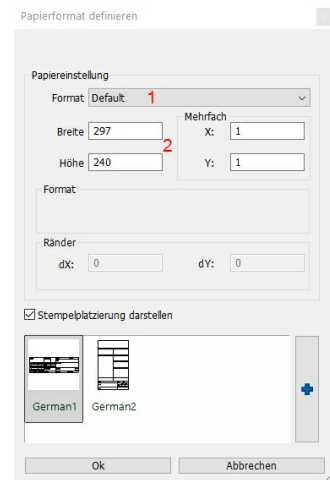 Papierformat definieren
x
Papiereinstellung
Format Default 1
Mehrfach
Breite 297 X: 1
2
Höhe 240 Y: 1
Format
Ränder
dX: 0 dY: 0
Stempelplatzierung darstellen
German1 German2
Ok Abbrechen